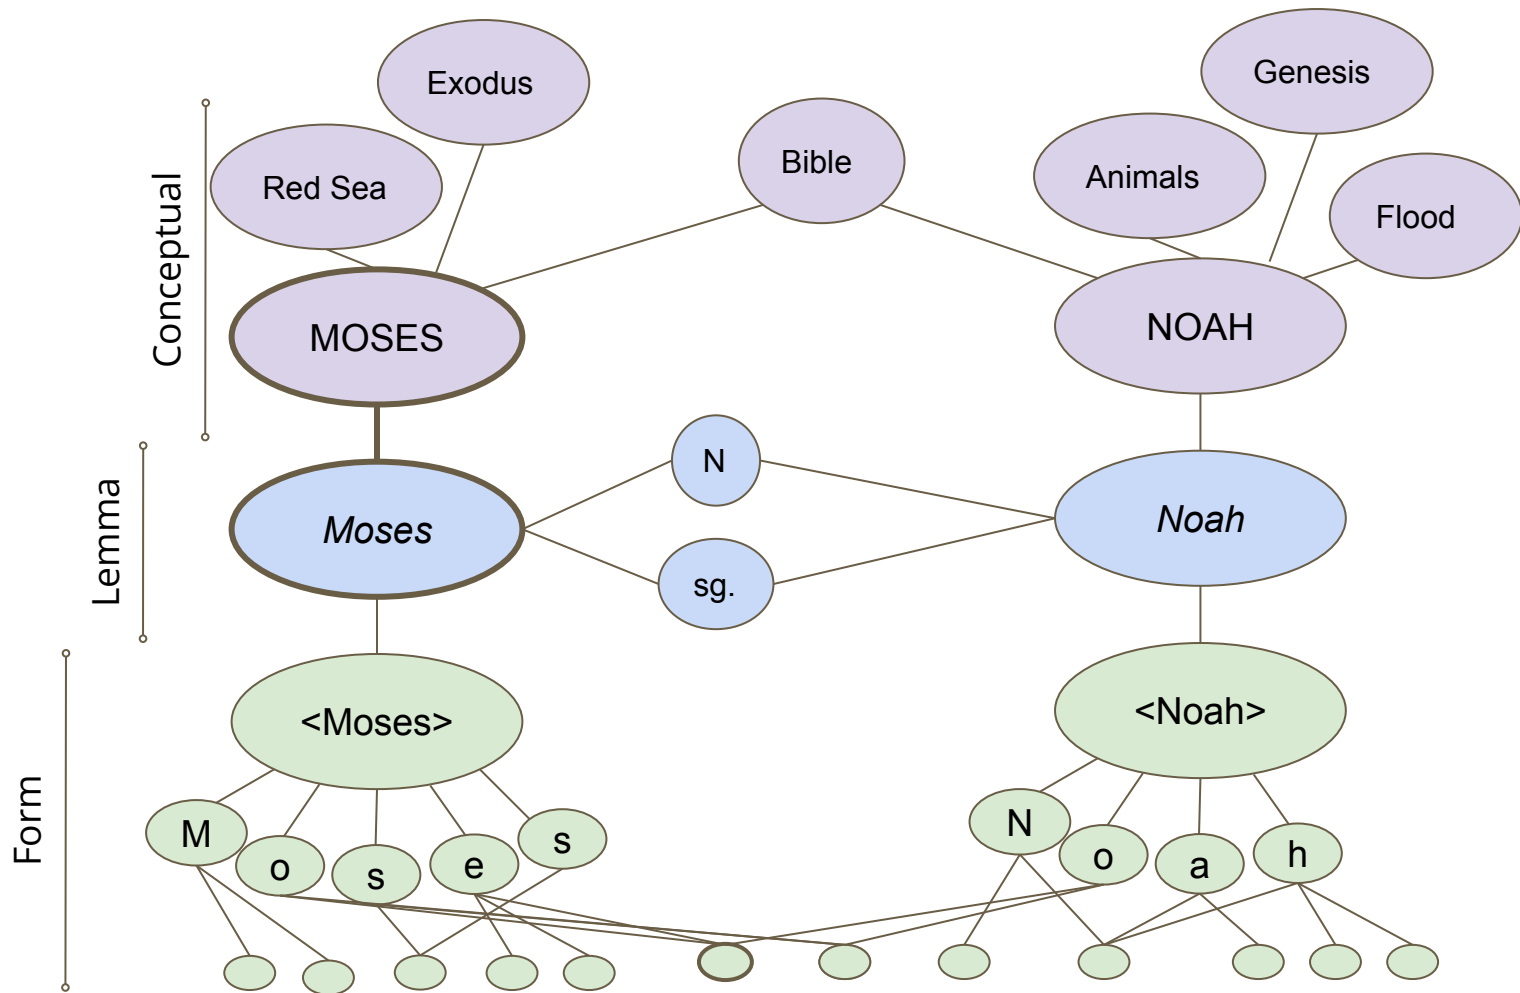 Exodus
Genesis
Bible
Animals
Red Sea
Flood
Conceptual
MOSES
NOAH
Lemma
N
Moses
Noah
sg.
Form
<Moses>
<Noah>
M
o
s
e
s
N
o
a
h